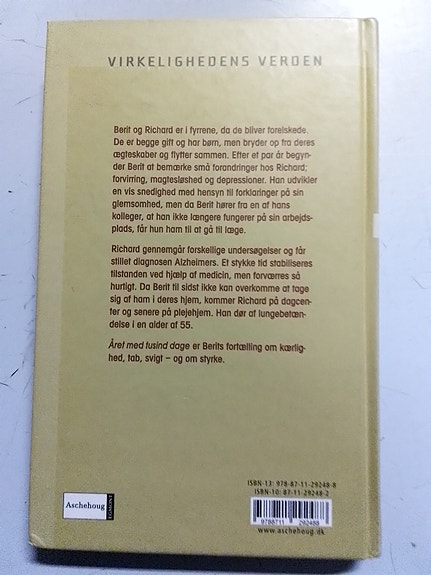 VIRKELIGHEDENS VERDEN
Berit og Richard er i fyrrene, da de bliver forelskede.
De er begge gift og har børn, men bryder op fra deres
ægteskaber og flytter sammen. Efter et par år begyn-
der Berit at bemærke små forandringer hos Richard;
forvirring, magtesløshed og depressioner. Han udvikler
en vis snedighed med hensyn til forklaringer på sin
glemsomhed, men da Berit hører fra en af hans
kolleger, at han ikke længere fungerer på sin arbejds-
plads, får hun ham til at gå til læge.
Richard gennemgår forskellige undersøgelser og får
stillet diagnosen Alzheimers. Et stykke tid stabiliseres
tilstanden ved hjælp af medicin, men forværres så
hurtigt. Da Berit til sidst ikke kan overkomme at tage
sig af ham i deres hjem, kommer Richard på dagcen-
ter og senere på plejehjem. Han dør af lungebetæn-
delse i en alder af 55.
Året med tusind dage er Berits fortælling om kærlig-
hed, tab, svigt – og om styrke.
ISBN-13: 978-87-11-29248-8
ISBN-10: 87-11-29248-2
9788711 292488
www.aschehoug.dk
Aschehoug
EGMONT